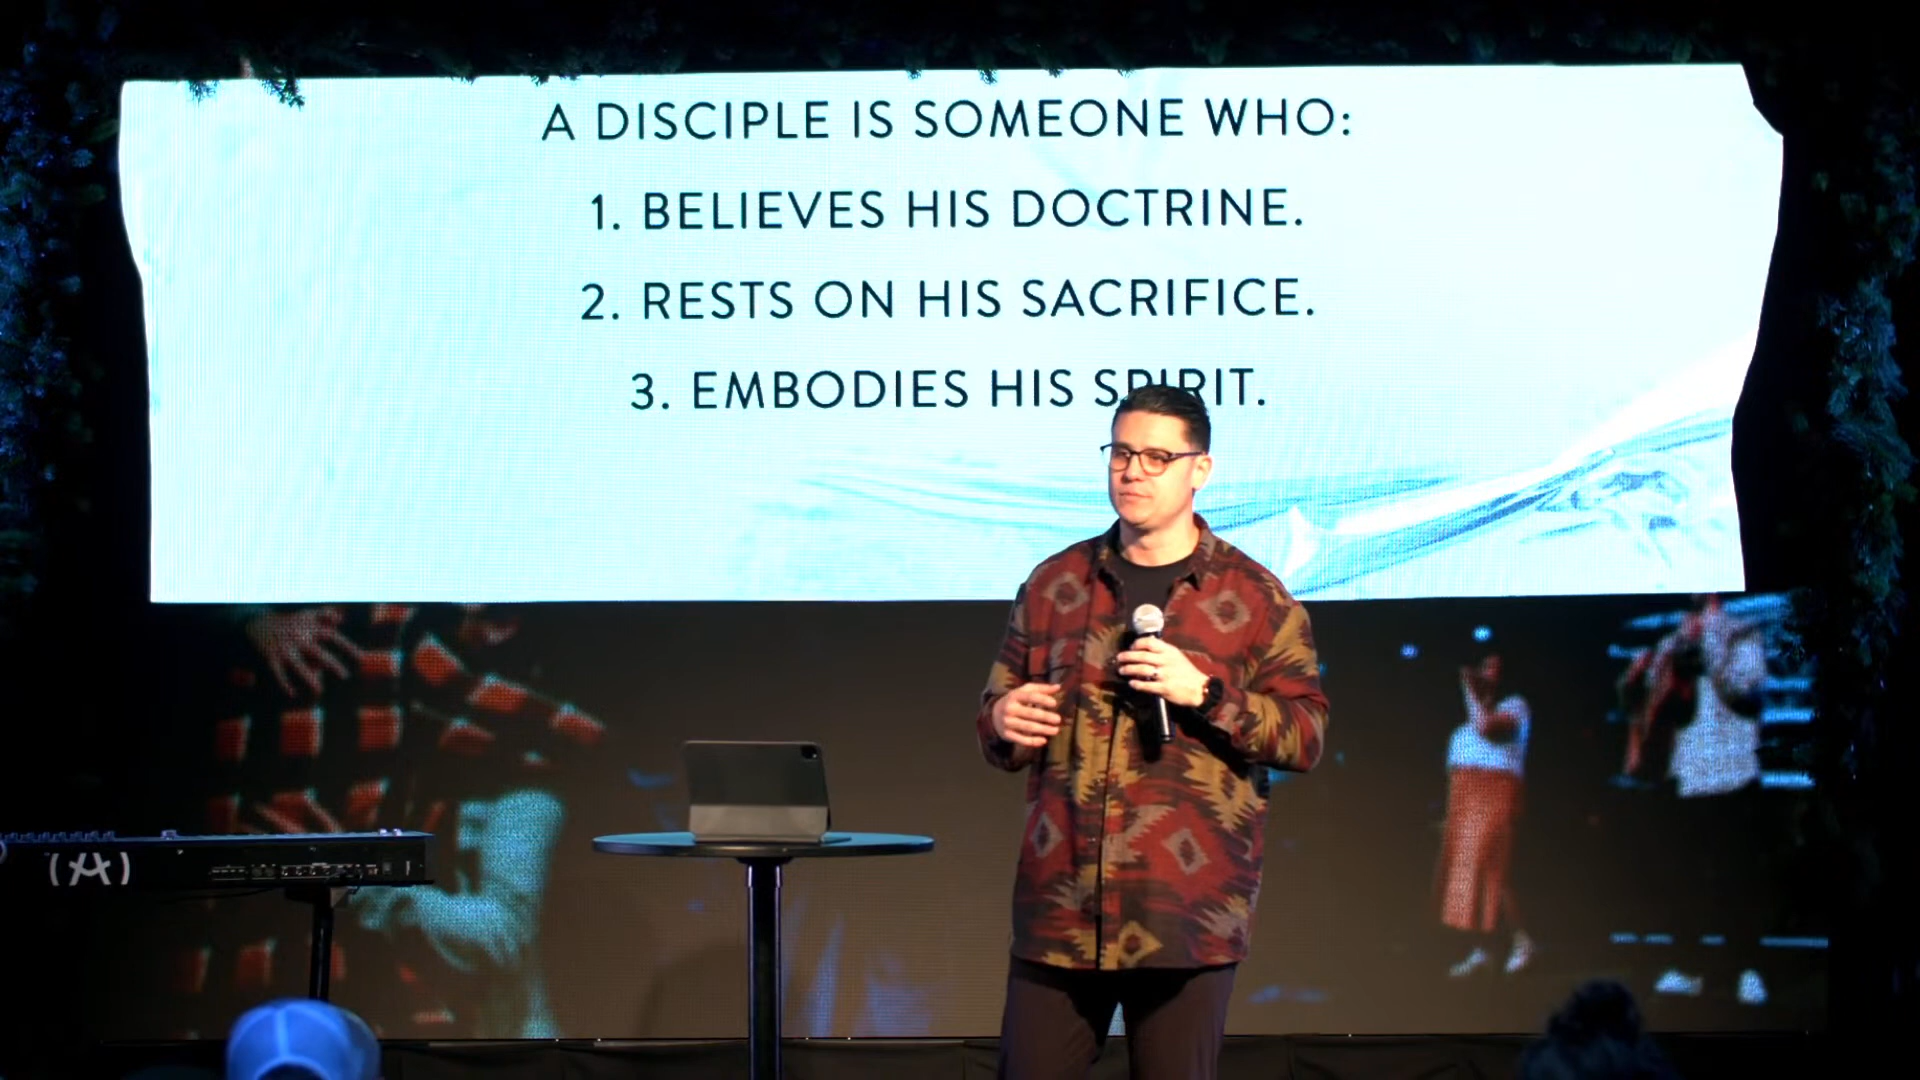 A DISCIPLE IS SOMEONE WHO:
1. BELIEVES HIS DOCTRINE.
2. RESTS ON HIS SACRIFICE.
3. EMBODIES HIS SPIRIT.